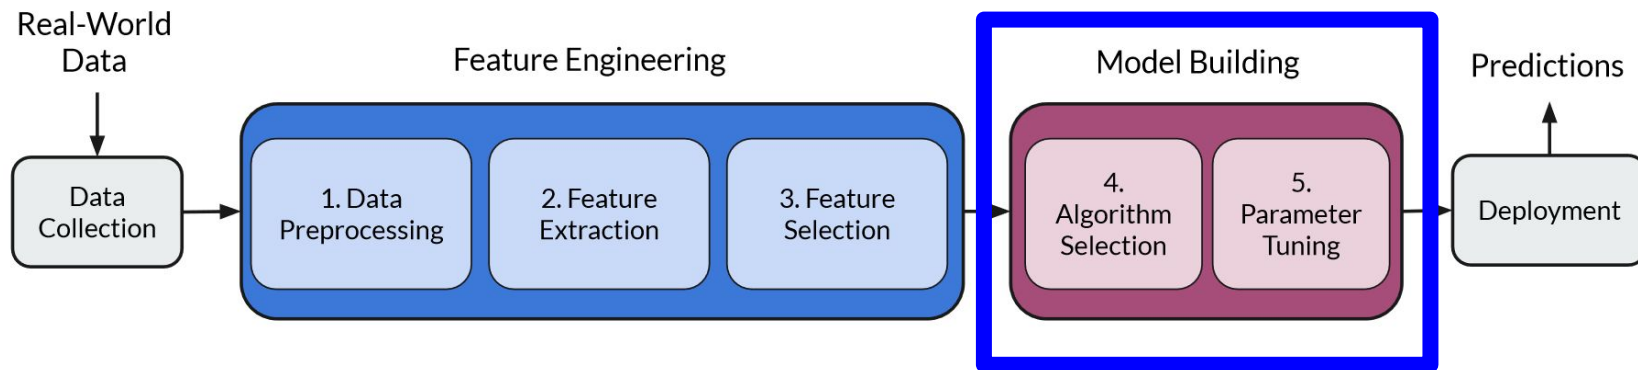 Real-World
Data
Feature Engineering
Model Building
Predictions
Data
Collection
1. Data
Preprocessing
2. Feature
Extraction
3. Feature
Selection
4.
Algorithm
Selection
5.
Parameter
Tuning
Deployment